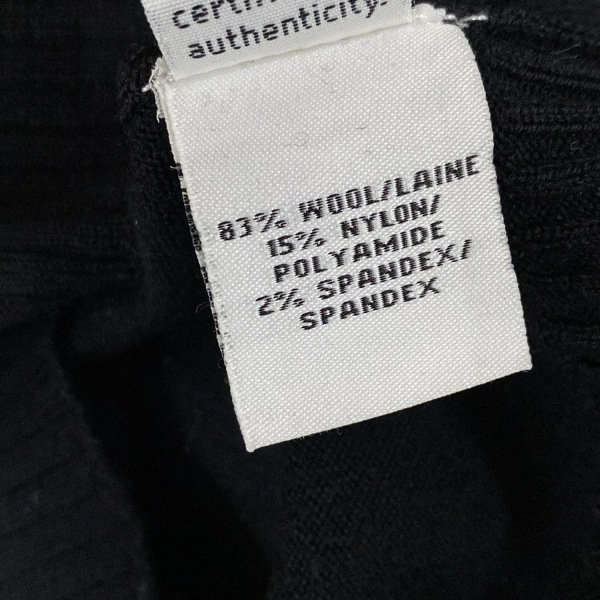 authenticity.
83% WOOL/LAINE
15% NYLON/
POLYAMIDE
2% SPANDEX/
SPANDEX